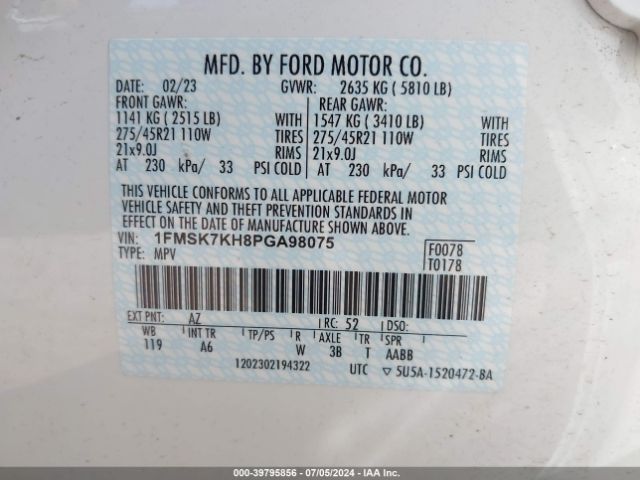 MFD. BY FORD MOTOR CO.
DATE: 02/23 GVWR: 2635 KG ( 5810 LB)
FRONT GAWR: REAR GAWR:
1141 KG ( 2515 LB) WITH 1547 KG ( 3410 LB) WITH
275/45R21 110W TIRES 275/45R21 110W TIRES
21x9.0J RIMS 21x9.0J RIMS
AT 230 kPa/ 33 PSI COLD AT 230 kPa/ 33 PSI COLD
THIS VEHICLE CONFORMS TO ALL APPLICABLE FEDERAL MOTOR
VEHICLE SAFETY AND THEFT PREVENTION STANDARDS IN
EFFECT ON THE DATE OF MANUFACTURE SHOWN ABOVE.
VIN: 1FMSK7KH8PGA98075
TYPE: MPV
F0078
T0178
EXT PNT: AZ RC: 52 DSO:
WB INT TR TP/PS R AXLE TR SPR
119 A6 W 3B T AABB
1202302194322 UTC ▽ 5U5A-1520472-BA
000-39795856 / 07/05/2024 - IAAI.com